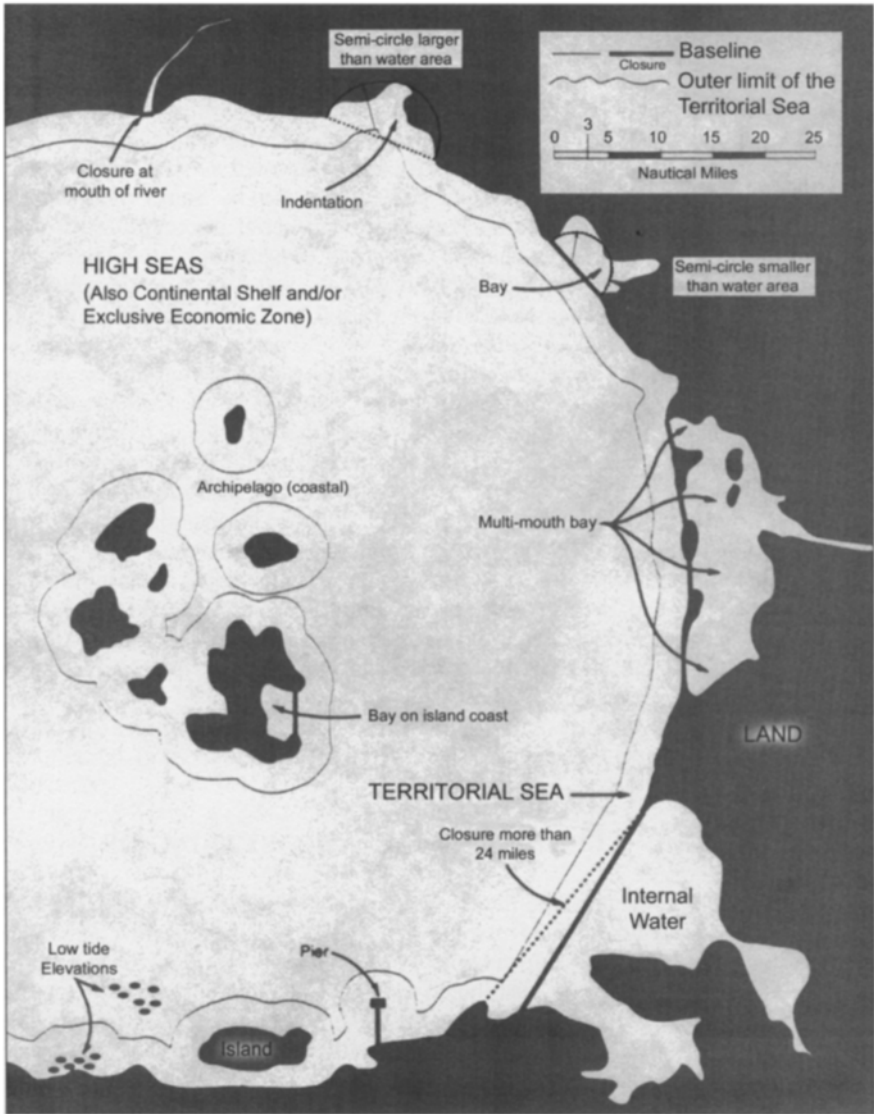 Semi-circle larger
than water area
Baseline
Closure
Outer limit of the
Territorial Sea
0 3 5 10 15 20 25
Nautical Miles
Closure at
mouth of river
Indentation
HIGH SEAS
(Also Continental Shelf and/or
Exclusive Economic Zone)
Bay
Semi-circle smaller
than water area
Archipelago (coastal)
Multi-mouth bay
Bay on island coast
LAND
TERRITORIAL SEA
Closure more than
24 miles
Internal
Water
Low tide
Elevations
Pier
Island